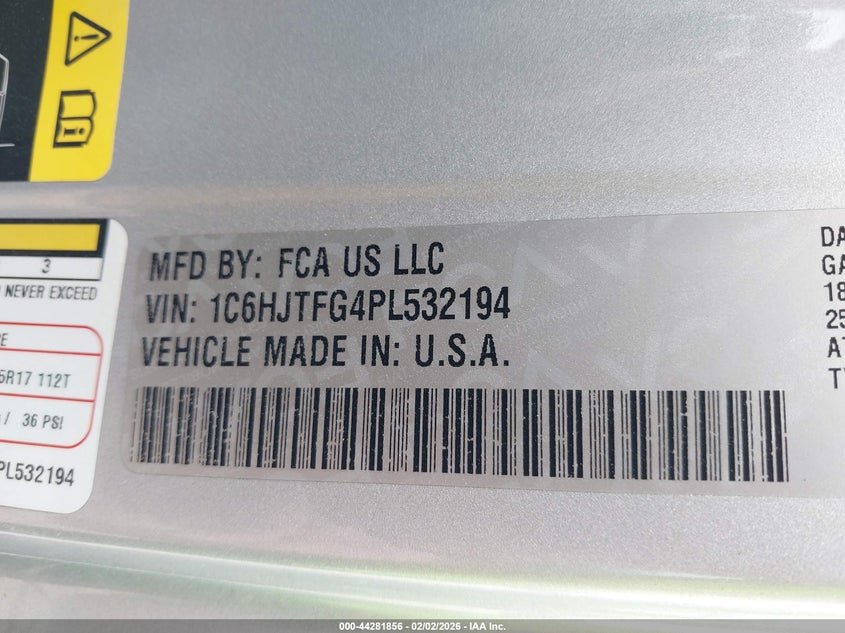 3
NEVER EXCEED
5R17 112T
/ 36 PSI
PL532194
MFD BY: FCA US LLC
VIN: 1C6HJTFG4PL532194
VEHICLE MADE IN: U.S.A.
DA
GA
18
25
AT
000-44281856 - 02/02/2026 - IAA Inc.